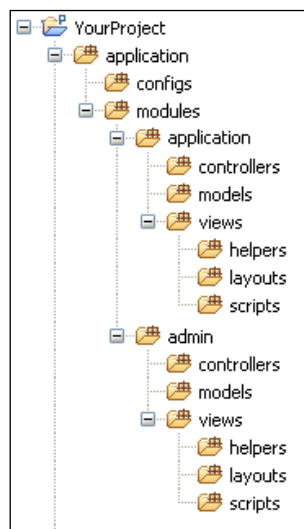 YourProject
application
configs
modules
application
controllers
models
views
helpers
layouts
scripts
admin
controllers
models
views
helpers
layouts
scripts